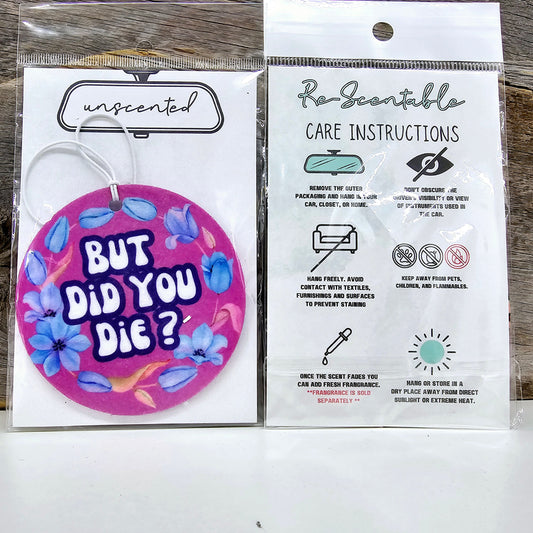 unscented
BUT
DiD YOU
DiE?
Re-Scentable
CARE INSTRUCTIONS
REMOVE THE OUTER
PACKAGING AND HANG IN YOUR
CAR, CLOSET, OR HOME.
DON'T OBSCURE THE
DRIVER'S VISIBILITY OR VIEW
OF INSTRUMENTS USED IN
THE CAR.
HANG FREELY. AVOID
CONTACT WITH TEXTILES,
FURNISHINGS AND SURFACES
TO PREVENT STAINING
KEEP AWAY FROM PETS,
CHILDREN, AND FLAMMABLES.
ONCE THE SCENT FADES YOU
CAN ADD FRESH FRANGRANCE.
**FRANGRANCE IS SOLD
SEPARATELY **
HANG OR STORE IN A
DRY PLACE AWAY FROM DIRECT
SUNLIGHT OR EXTREME HEAT.